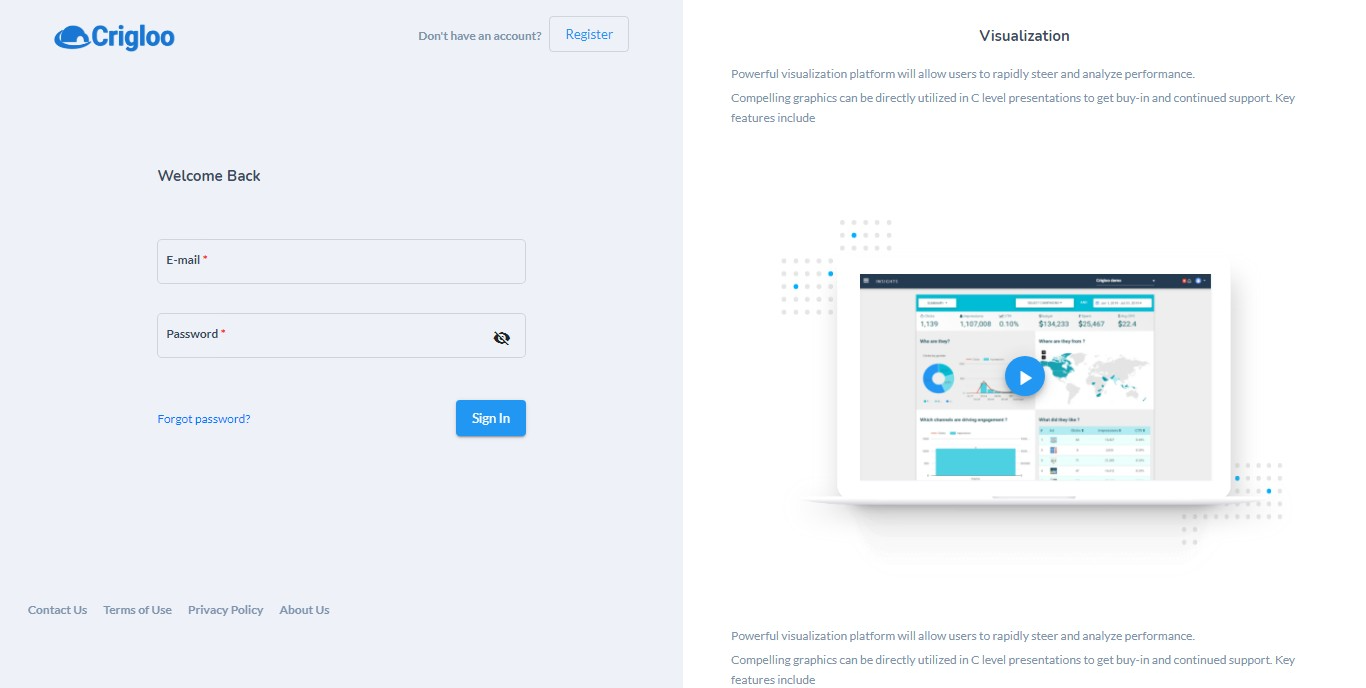 Crigloo
Don't have an account?
Register
Welcome Back
E-mail *
Password *
Forgot password?
Sign In
Contact Us
Terms of Use
Privacy Policy
About Us
Visualization
Powerful visualization platform will allow users to rapidly steer and analyze performance.
Compelling graphics can be directly utilized in C level presentations to get buy-in and continued support. Key
features include
Crigloo demo
1,139
1,107,008
0.10%
$134,233
$25,467
$22.4
Who are they?
Where are they from ?
Which channels are driving engagement ?
What did they like ?
Powerful visualization platform will allow users to rapidly steer and analyze performance.
Compelling graphics can be directly utilized in C level presentations to get buy-in and continued support. Key
features include